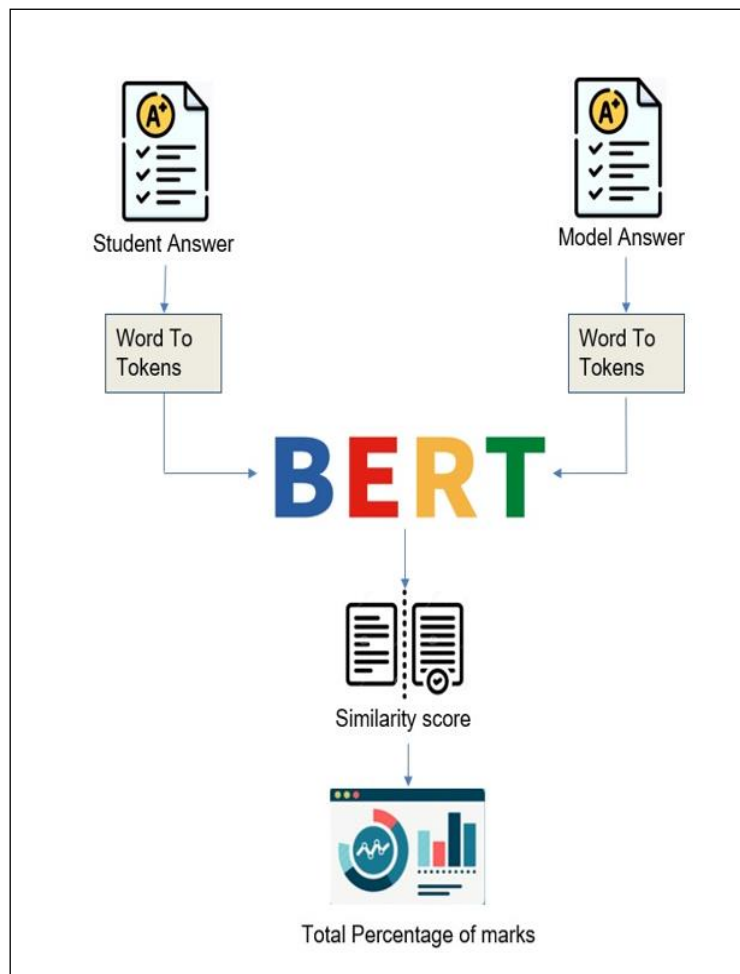 A+
A+
Student Answer
Model Answer
Word To
Tokens
Word To
Tokens
BERT
Similarity score
Total Percentage of marks